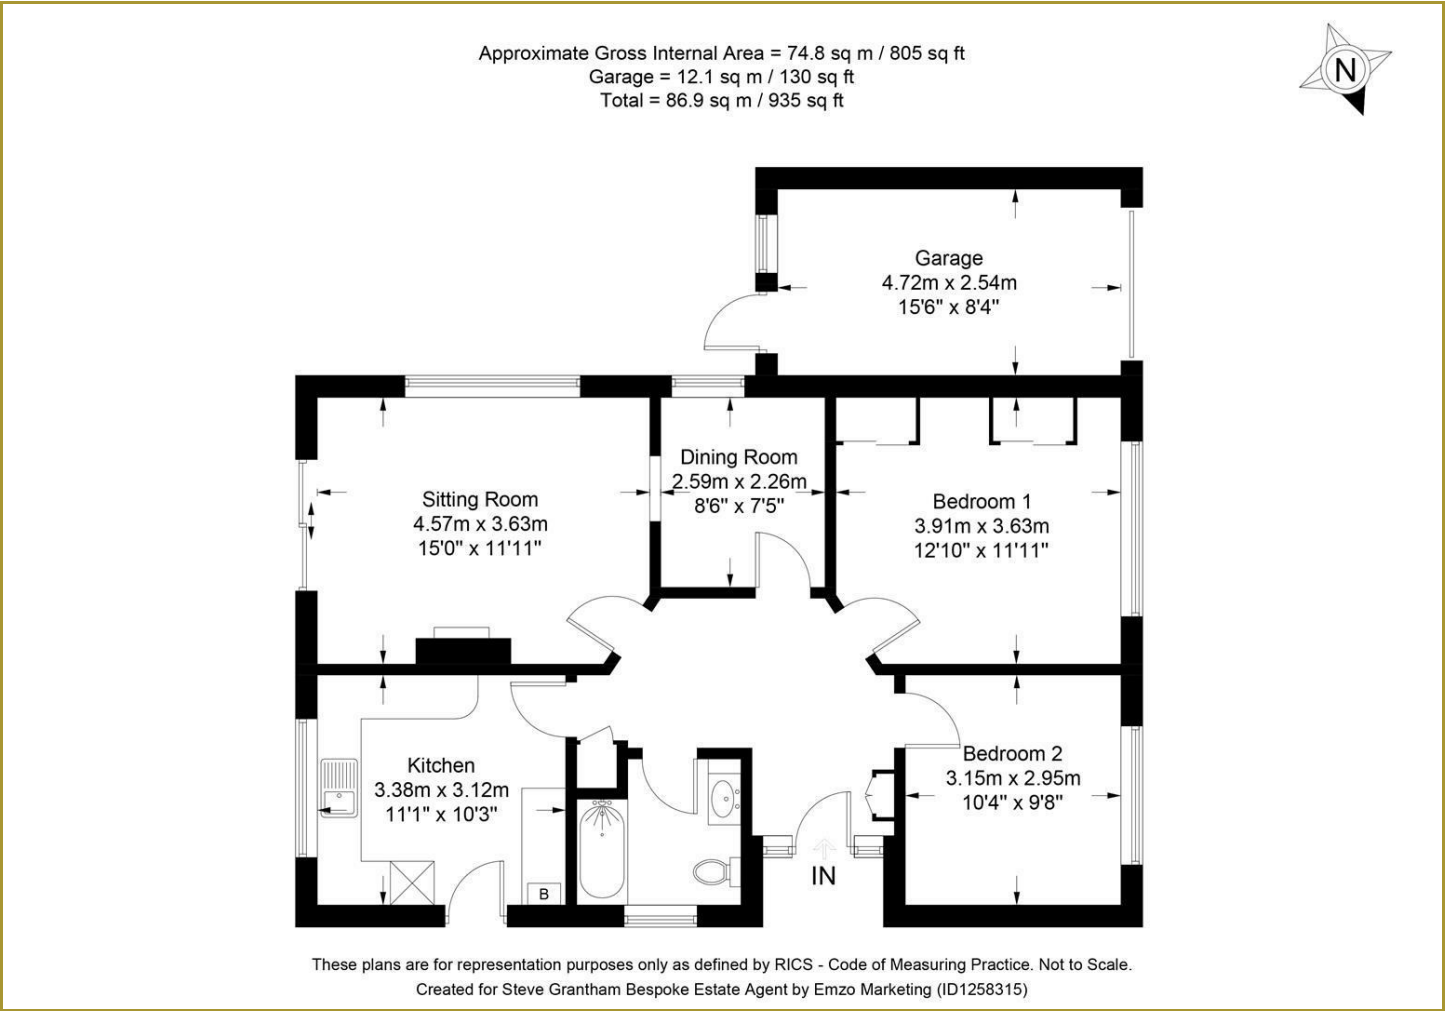 Approximate Gross Internal Area = 74.8 sq m / 805 sq ft
Garage = 12.1 sq m / 130 sq ft
Total = 86.9 sq m / 935 sq ft
N
Garage
4.72m x 2.54m
15'6" x 8'4"
Dining Room
2.59m x 2.26m
8'6" x 7'5"
Sitting Room
4.57m x 3.63m
15'0" x 11'11"
Bedroom 1
3.91m x 3.63m
12'10" x 11'11"
Kitchen
3.38m x 3.12m
11'1" x 10'3"
Bedroom 2
3.15m x 2.95m
10'4" x 9'8"
B
IN
These plans are for representation purposes only as defined by RICS - Code of Measuring Practice. Not to Scale.
Created for Steve Grantham Bespoke Estate Agent by Emzo Marketing (ID1258315)